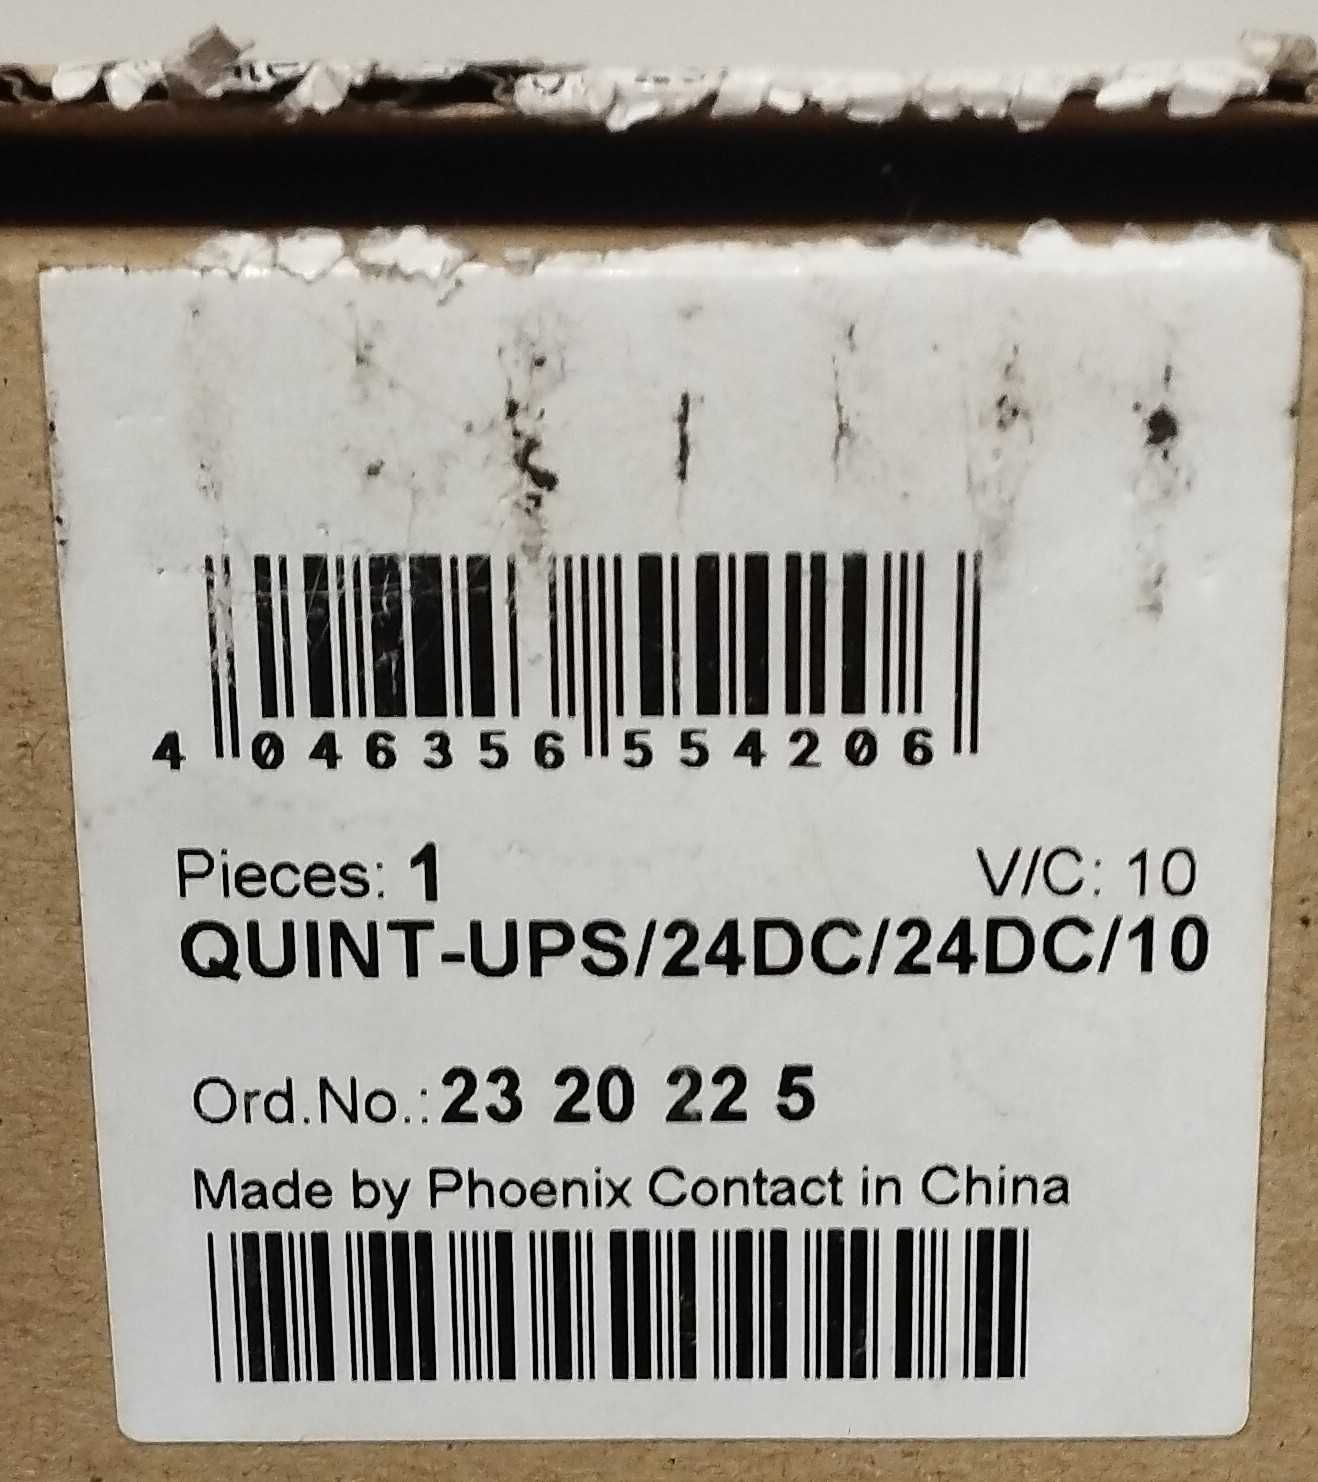 4 046356 554206
Pieces: 1 V/C: 10
QUINT-UPS/24DC/24DC/10
Ord.No.:23 20 22 5
Made by Phoenix Contact in China